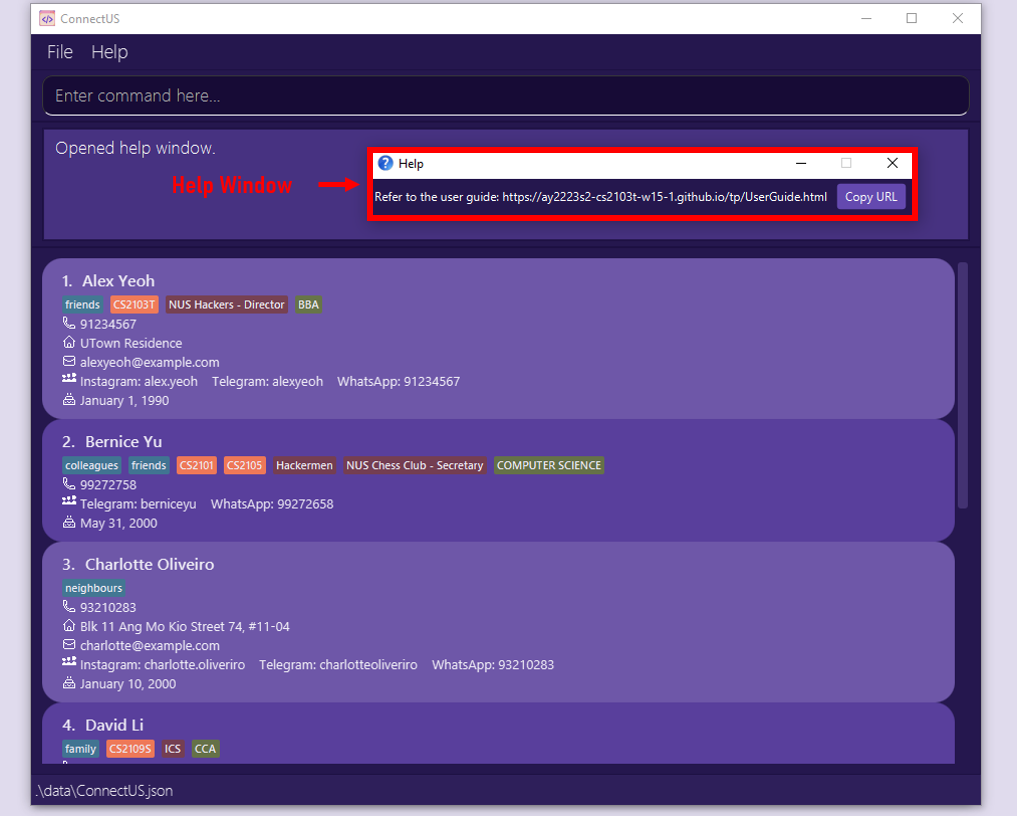 ConnectUS
File Help
Enter command here...
Opened help window.
Help Window
Help
Refer to the user guide: https://ay2223s2-cs2103t-w15-1.github.io/tp/UserGuide.html Copy URL
1. Alex Yeoh
friends CS2103T NUS Hackers - Director BBA
91234567
UTown Residence
alexyeoh@example.com
Instagram: alex.yeoh Telegram: alexyeoh WhatsApp: 91234567
January 1, 1990
2. Bernice Yu
colleagues friends CS2101 CS2105 Hackermen NUS Chess Club - Secretary COMPUTER SCIENCE
99272758
Telegram: berniceyu WhatsApp: 99272658
May 31, 2000
3. Charlotte Oliveiro
neighbours
93210283
Blk 11 Ang Mo Kio Street 74, #11-04
charlotte@example.com
Instagram: charlotte.oliveriro Telegram: charlotteoliveriro WhatsApp: 93210283
January 10, 2000
4. David Li
family CS2109S ICS CCA
.\data\ConnectUS.json